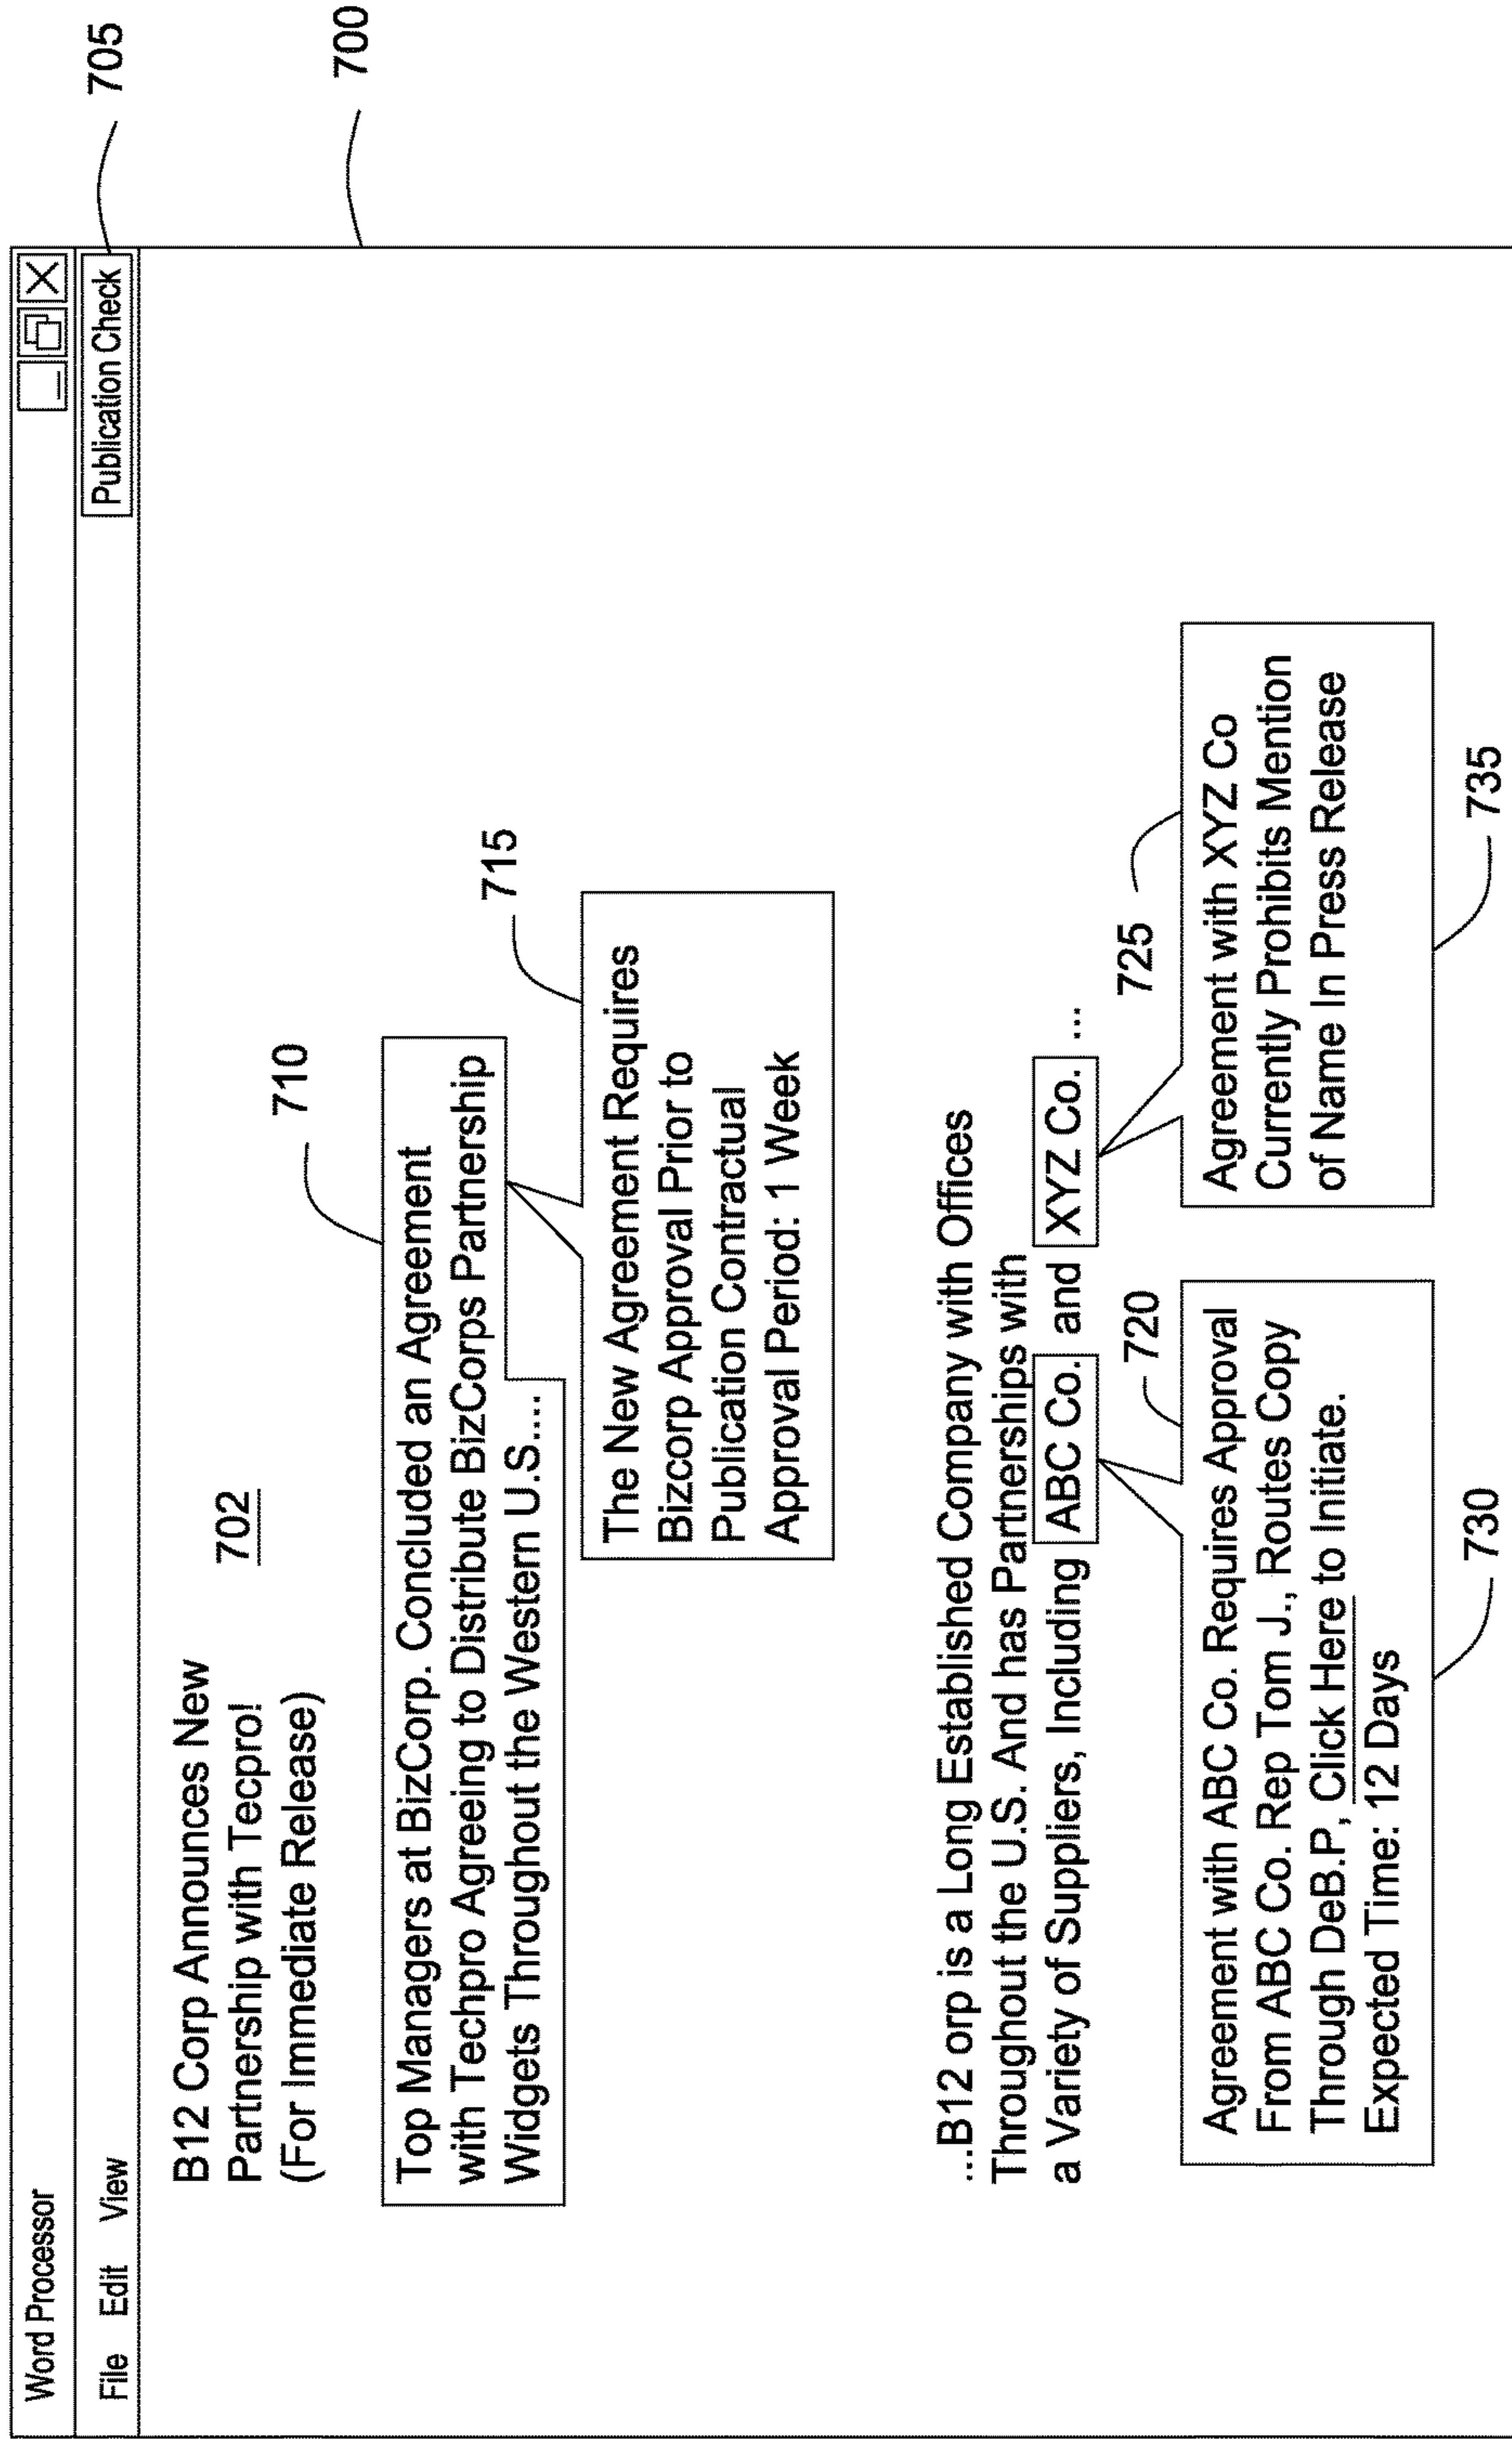 Word Processor
File Edit View
Publication Check
705
700
B12 Corp Announces New
Partnership with Tecpro!
(For Immediate Release)
702
710
Top Managers at BizCorp. Concluded an Agreement
with Techpro Agreeing to Distribute BizCorps Partnership
Widgets Throughout the Western U.S....
715
The New Agreement Requires
Bizcorp Approval Prior to
Publication Contractual
Approval Period: 1 Week
...B12 orp is a Long Established Company with Offices
Throughout the U.S. And has Partnerships with
a Variety of Suppliers, Including ABC Co. and XYZ Co. ...
720
725
Agreement with ABC Co. Requires Approval
From ABC Co. Rep Tom J., Routes Copy
Through DeB.P, Click Here to Initiate.
Expected Time: 12 Days
730
Agreement with XYZ Co
Currently Prohibits Mention
of Name In Press Release
735